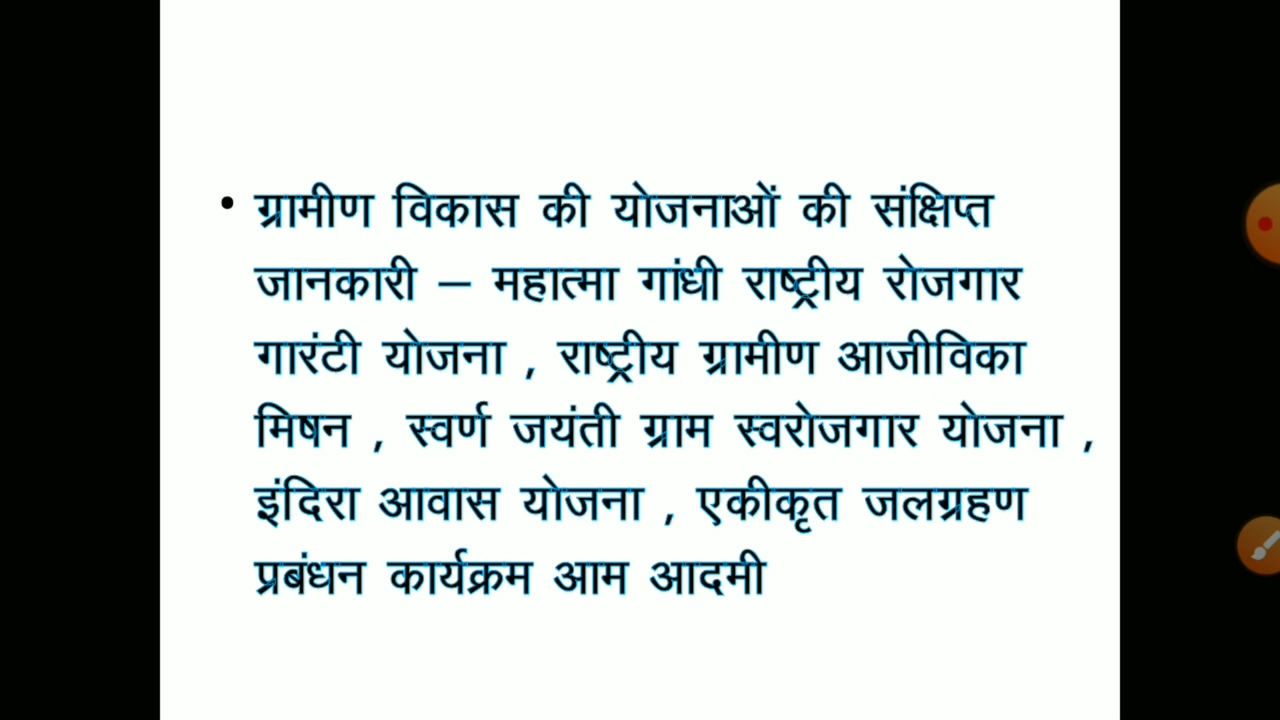 • ग्रामीण विकास की योजनाओं की संक्षिप्त
जानकारी – महात्मा गांधी राष्ट्रीय रोजगार
गारंटी योजना , राष्ट्रीय ग्रामीण आजीविका
मिषन , स्वर्ण जयंती ग्राम स्वरोजगार योजना ,
इंदिरा आवास योजना , एकीकृत जलग्रहण
प्रबंधन कार्यक्रम आम आदमी